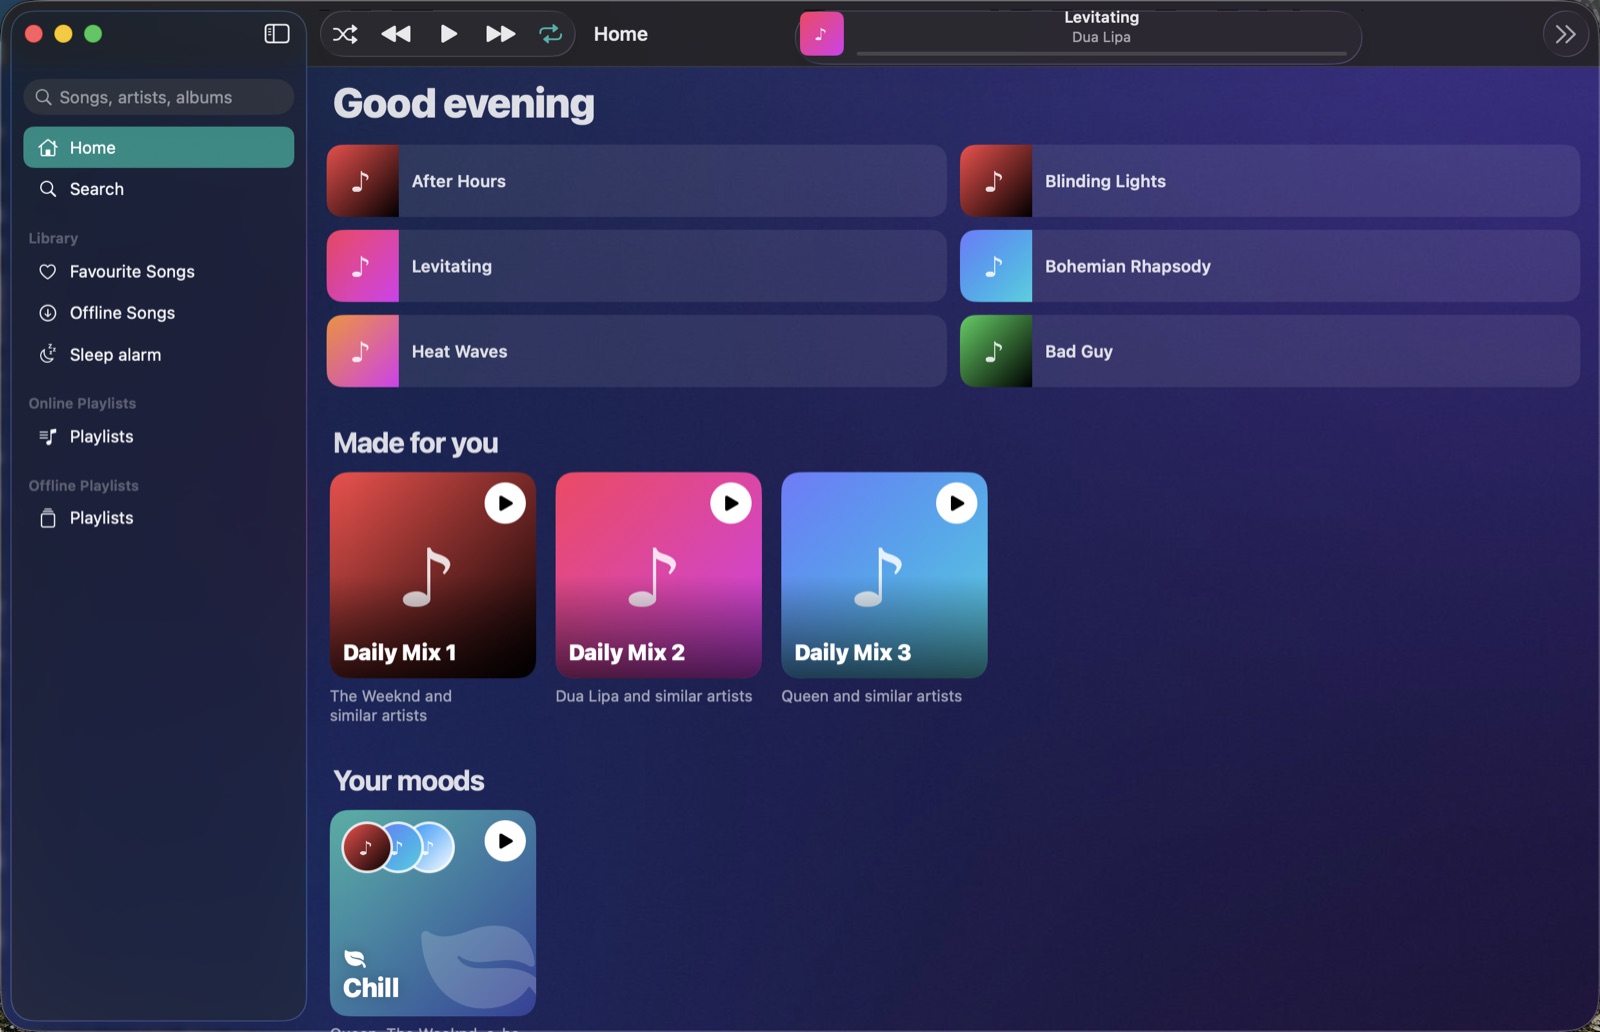 Home
Levitating
Dua Lipa
Songs, artists, albums
Home
Search
Library
Favourite Songs
Offline Songs
Sleep alarm
Online Playlists
Playlists
Offline Playlists
Playlists
Good evening
After Hours
Blinding Lights
Levitating
Bohemian Rhapsody
Heat Waves
Bad Guy
Made for you
Daily Mix 1
Daily Mix 2
Daily Mix 3
The Weeknd and
similar artists
Dua Lipa and similar artists
Queen and similar artists
Your moods
Chill